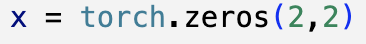 x = torch.zeros(2,2)